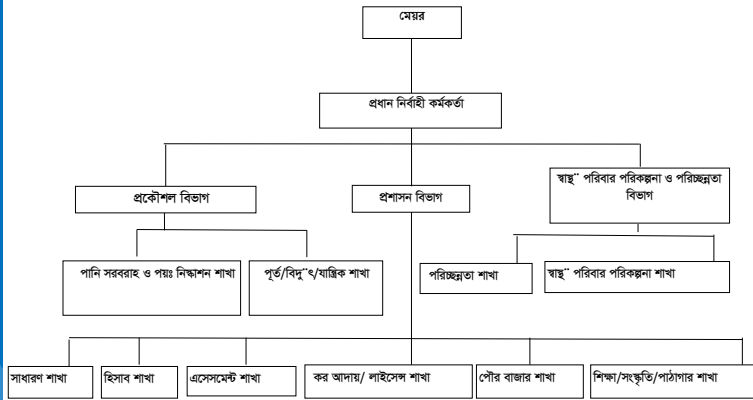 মেয়র
প্রধান নির্বাহী কর্মকর্তা
প্রকৌশল বিভাগ
প্রশাসন বিভাগ
স্বাস্থ¨ পরিবার পরিকল্পনা ও পরিচ্ছন্নতা
বিভাগ
পানি সরবরাহ ও পয়ঃ নিষ্কাশন শাখা
পূর্ত/বিদু¨ৎ/যান্ত্রিক শাখা
পরিচ্ছন্নতা শাখা
স্বাস্থ¨ পরিবার পরিকল্পনা শাখা
সাধারণ শাখা
হিসাব শাখা
এসেসমেন্ট শাখা
কর আদায়/ লাইসেন্স শাখা
পৌর বাজার শাখা
শিক্ষা/সংস্কৃতি/পাঠাগার শাখা